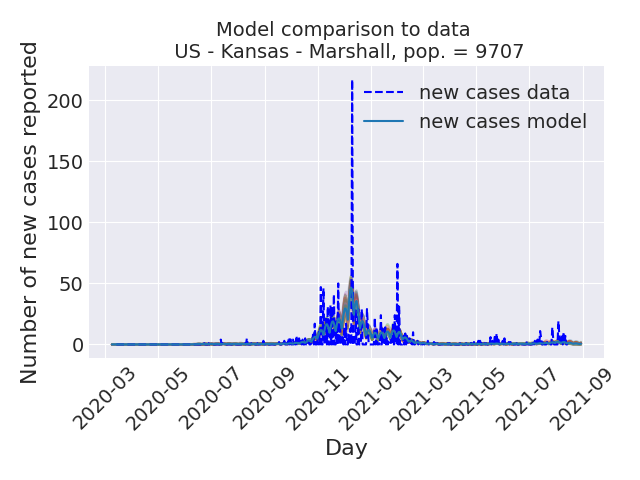 Model comparison to data
US - Kansas - Marshall, pop. = 9707
Number of new cases reported
200
150
100
50
0
new cases data
new cases model
2020-03
2020-05
2020-07
2020-09
2020-11
2021-01
2021-03
2021-05
2021-07
2021-09
Day